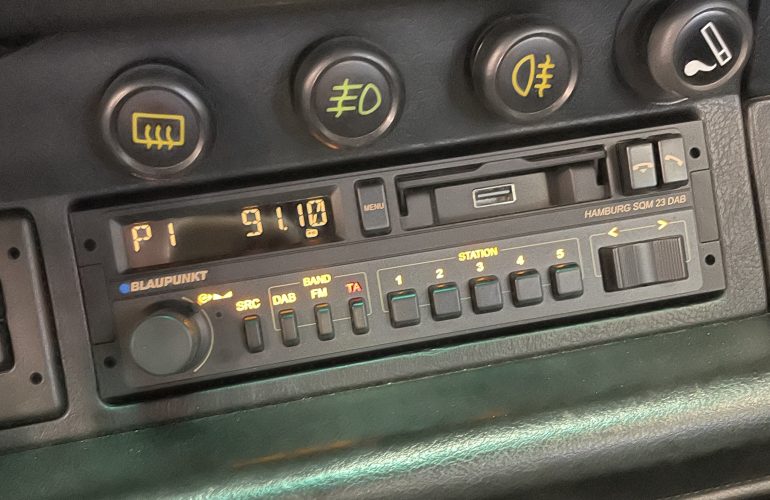 P1 91.10
MENU
HAMBURG SQM 23 DAB
BLAUPUNKT
SRC
BAND
DAB FM TA
STATION
1 2 3 4 5
< >